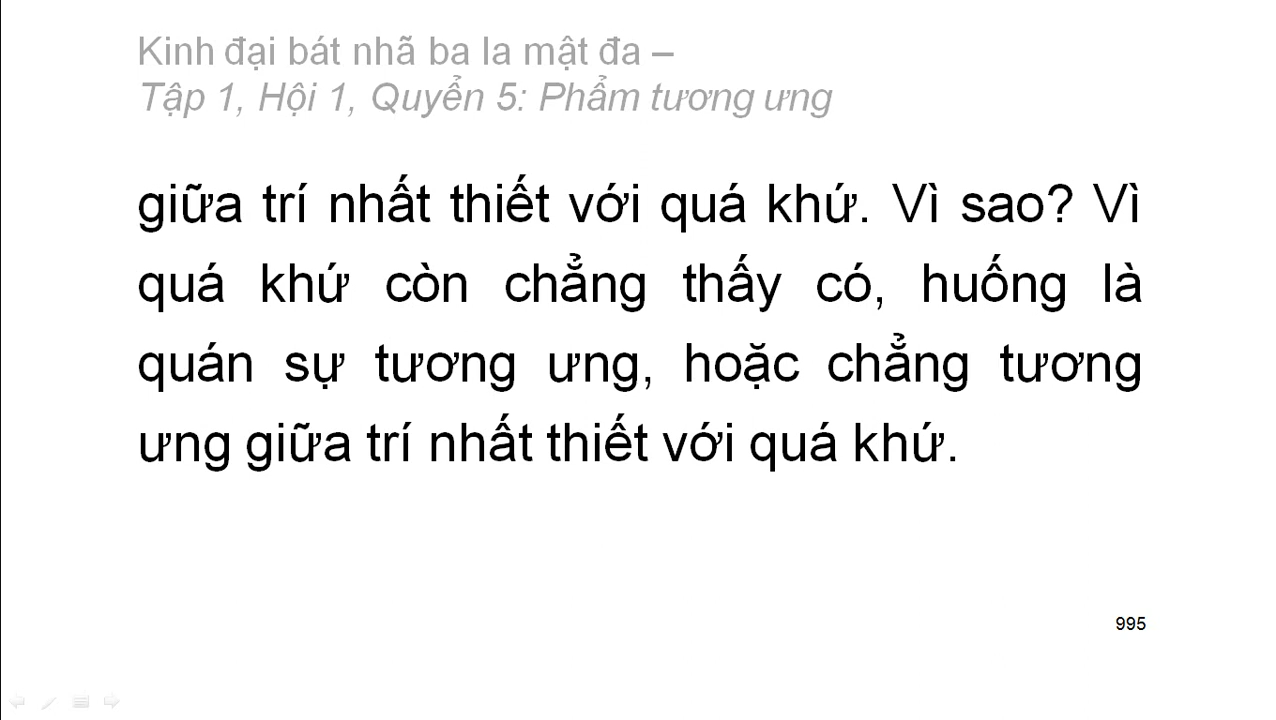 Kinh đại bát nhã ba la mật đa –
Tập 1, Hội 1, Quyển 5: Phẩm tương ưng
giữa trí nhất thiết với quá khứ. Vì sao? Vì
quá khứ còn chẳng thấy có, huống là
quán sự tương ưng, hoặc chẳng tương
ưng giữa trí nhất thiết với quá khứ.
995